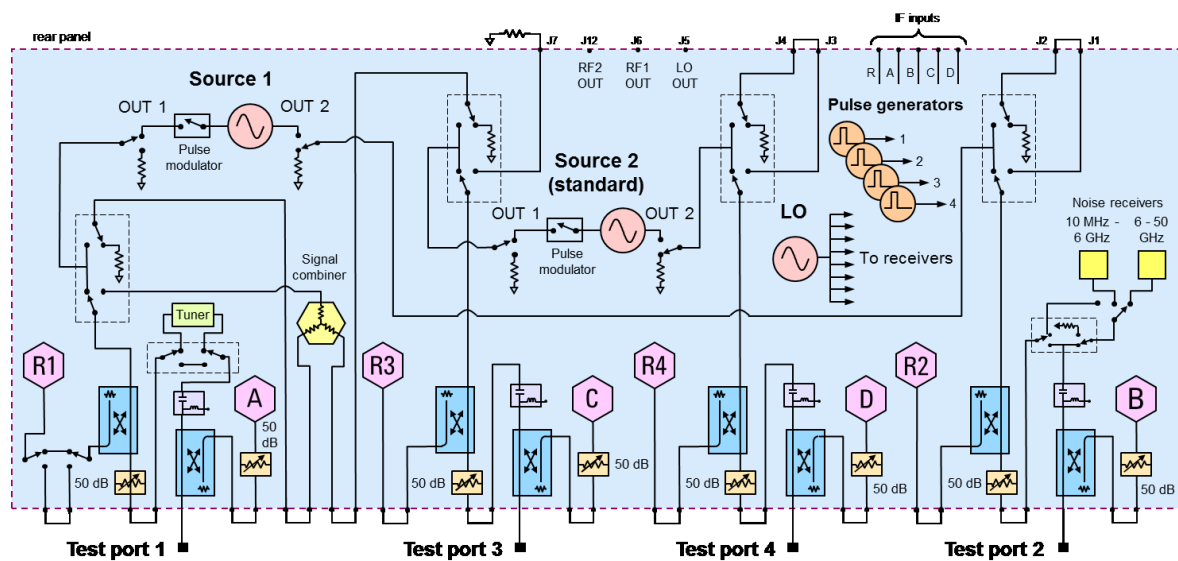 IF inputs
rear panel
J7
J12
J6
J5
J4
J3
J2
J1
RF2
OUT
RF1
OUT
LO
OUT
R
A
B
C
D
Source 1
OUT 1
OUT 2
Pulse
modulator
Pulse generators
1
2
3
4
Source 2
(standard)
OUT 1
OUT 2
Pulse
modulator
LO
To receivers
Noise receivers
10 MHz -
6 GHz
6 - 50
GHz
Signal
combiner
Tuner
R1
A
R3
C
R4
D
R2
B
50
dB
50 dB
50 dB
50 dB
50 dB
50 dB
50 dB
50 dB
Test port 1
Test port 3
Test port 4
Test port 2